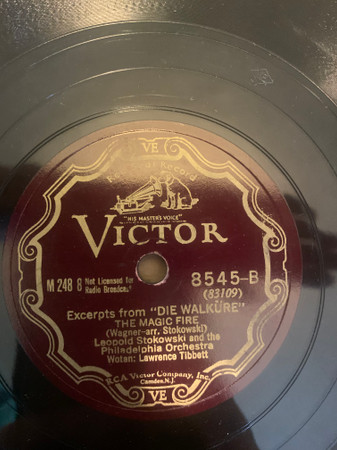 VE
Record
"HIS MASTER'S VOICE"
VICTOR
M 248 8
Not Licensed for
Radio Broadcast
8545-B
(83109)
Excerpts from "DIE WALKÜRE"
THE MAGIC FIRE
(Wagner-arr. Stokowski)
Leopold Stokowski and the
Philadelphia Orchestra
Wotan: Lawrence Tibbett
RCA Victor Company, Inc.
Camden, N.J.
VE